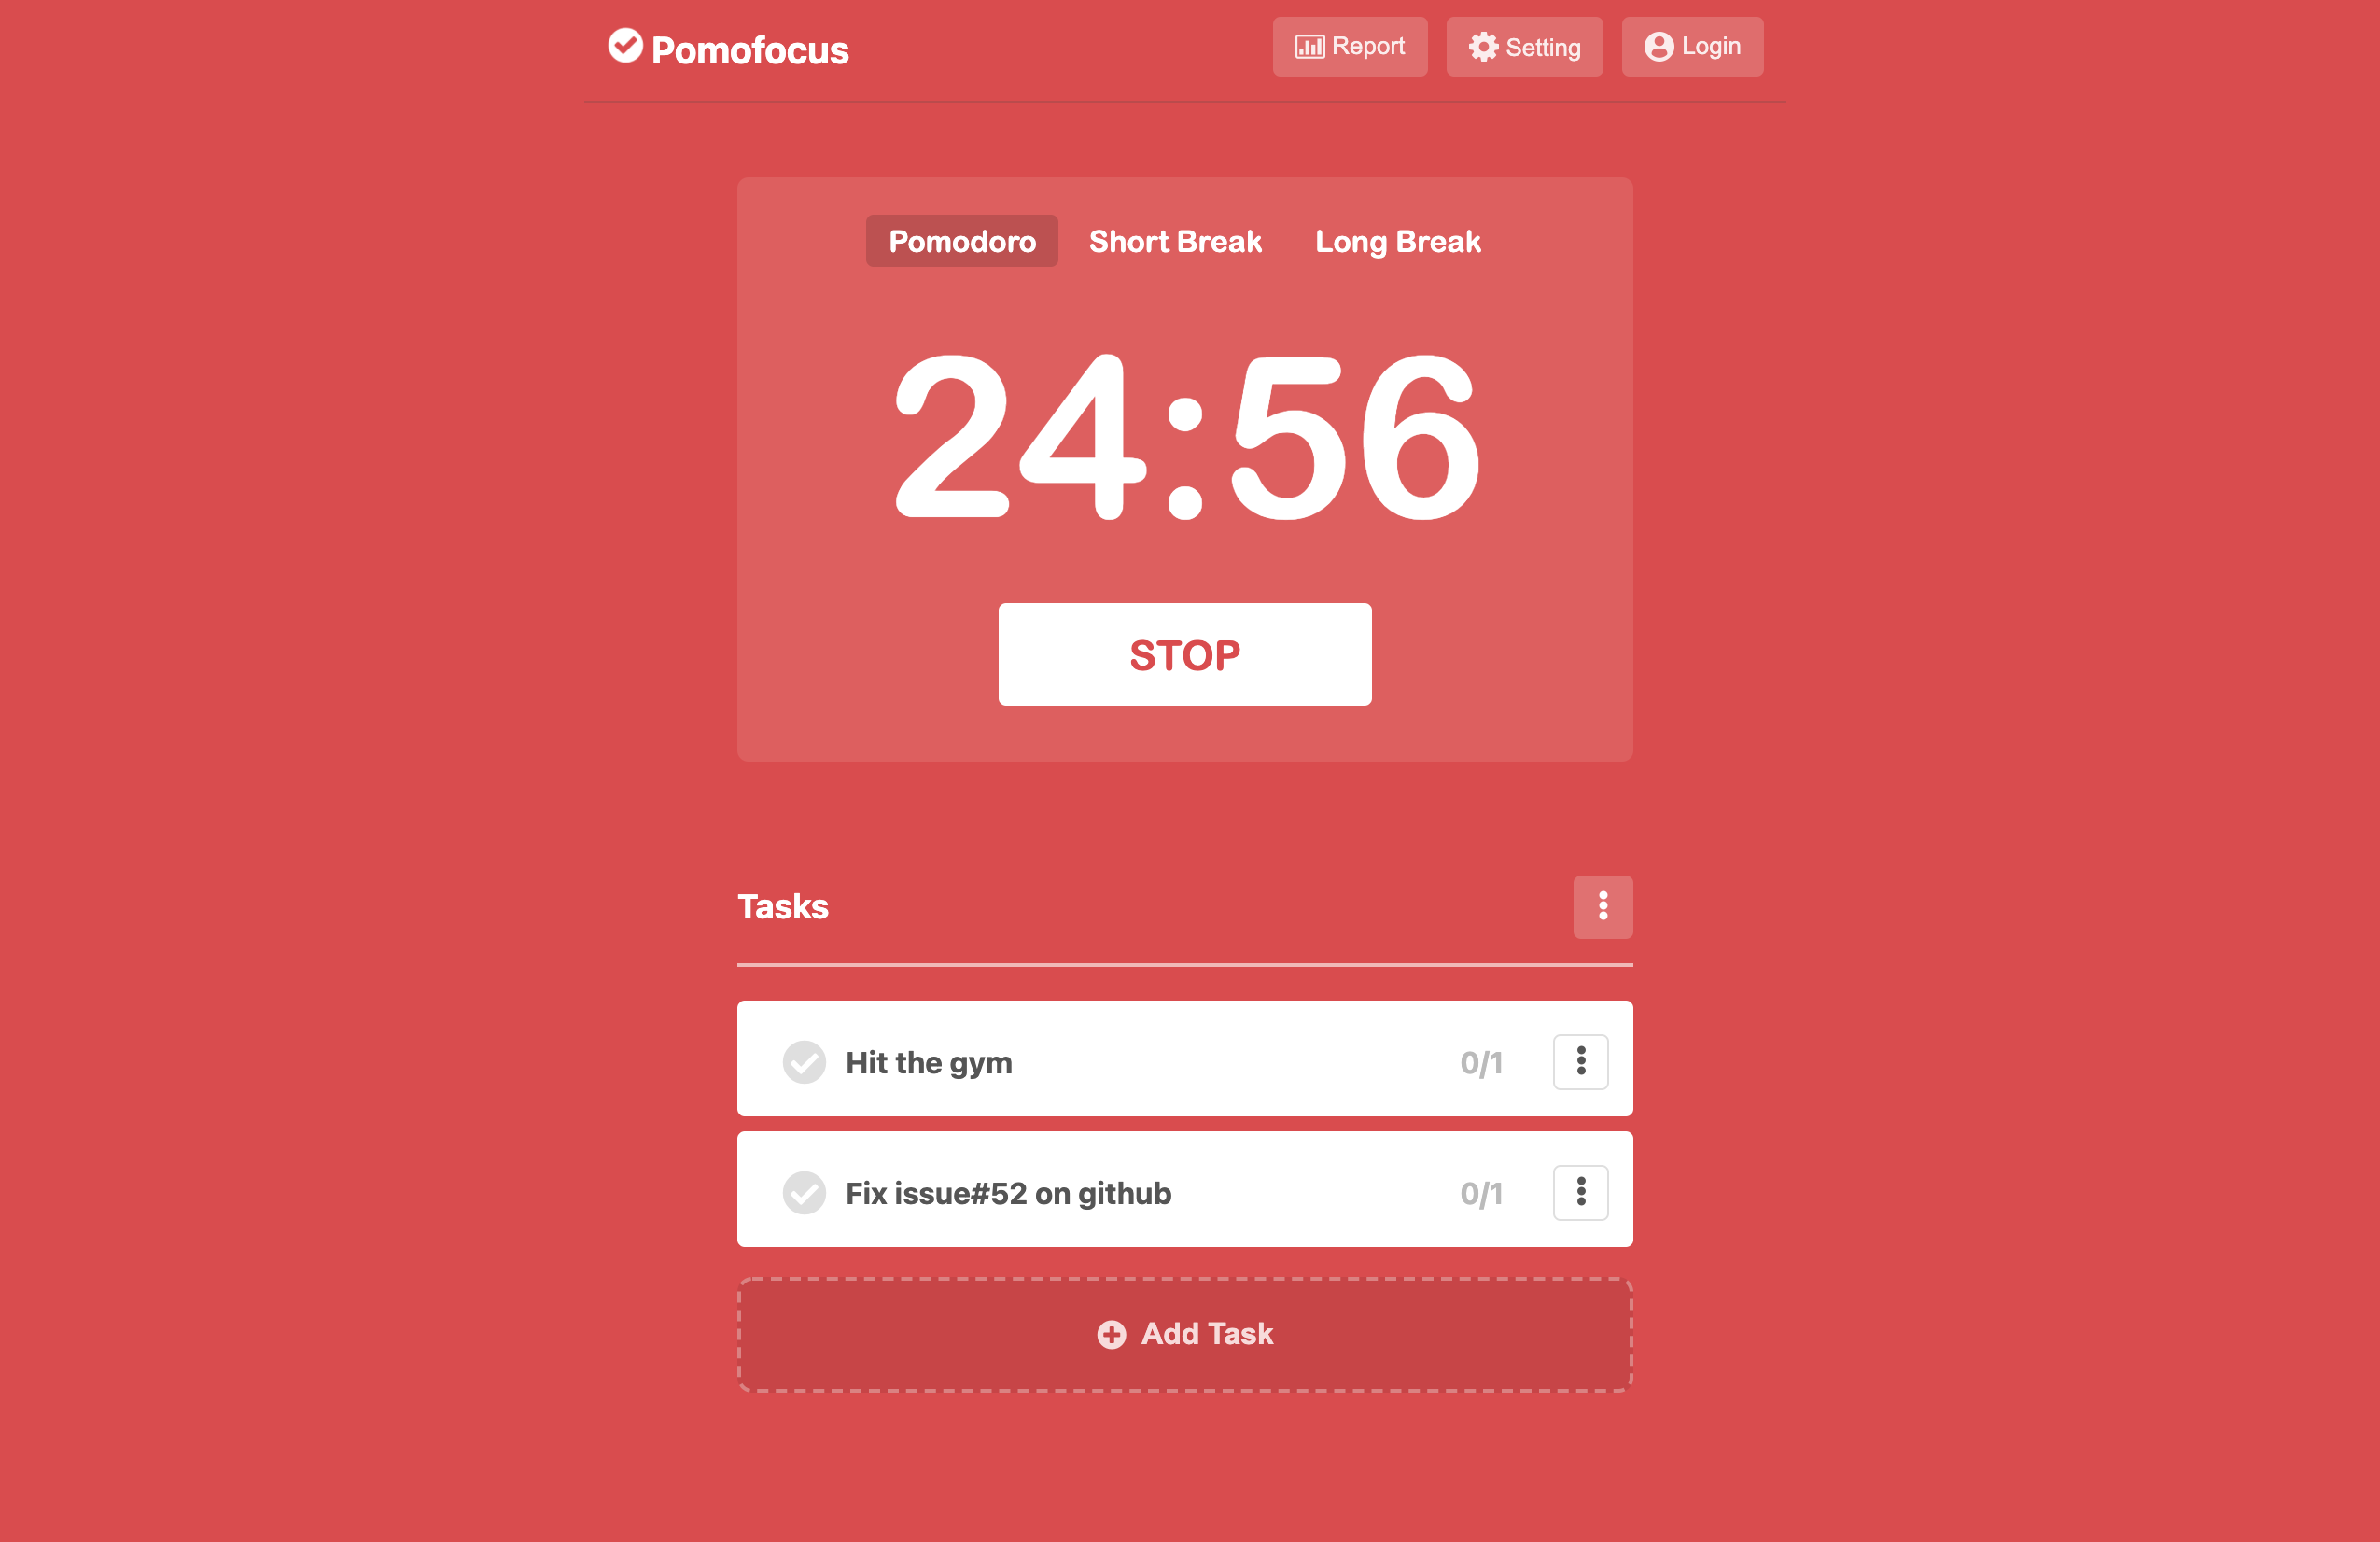 Pomofocus
Report
Setting
Login
Pomodoro
Short Break
Long Break
24:56
STOP
Tasks
Hit the gym
0/1
Fix issue#52 on github
0/1
Add Task